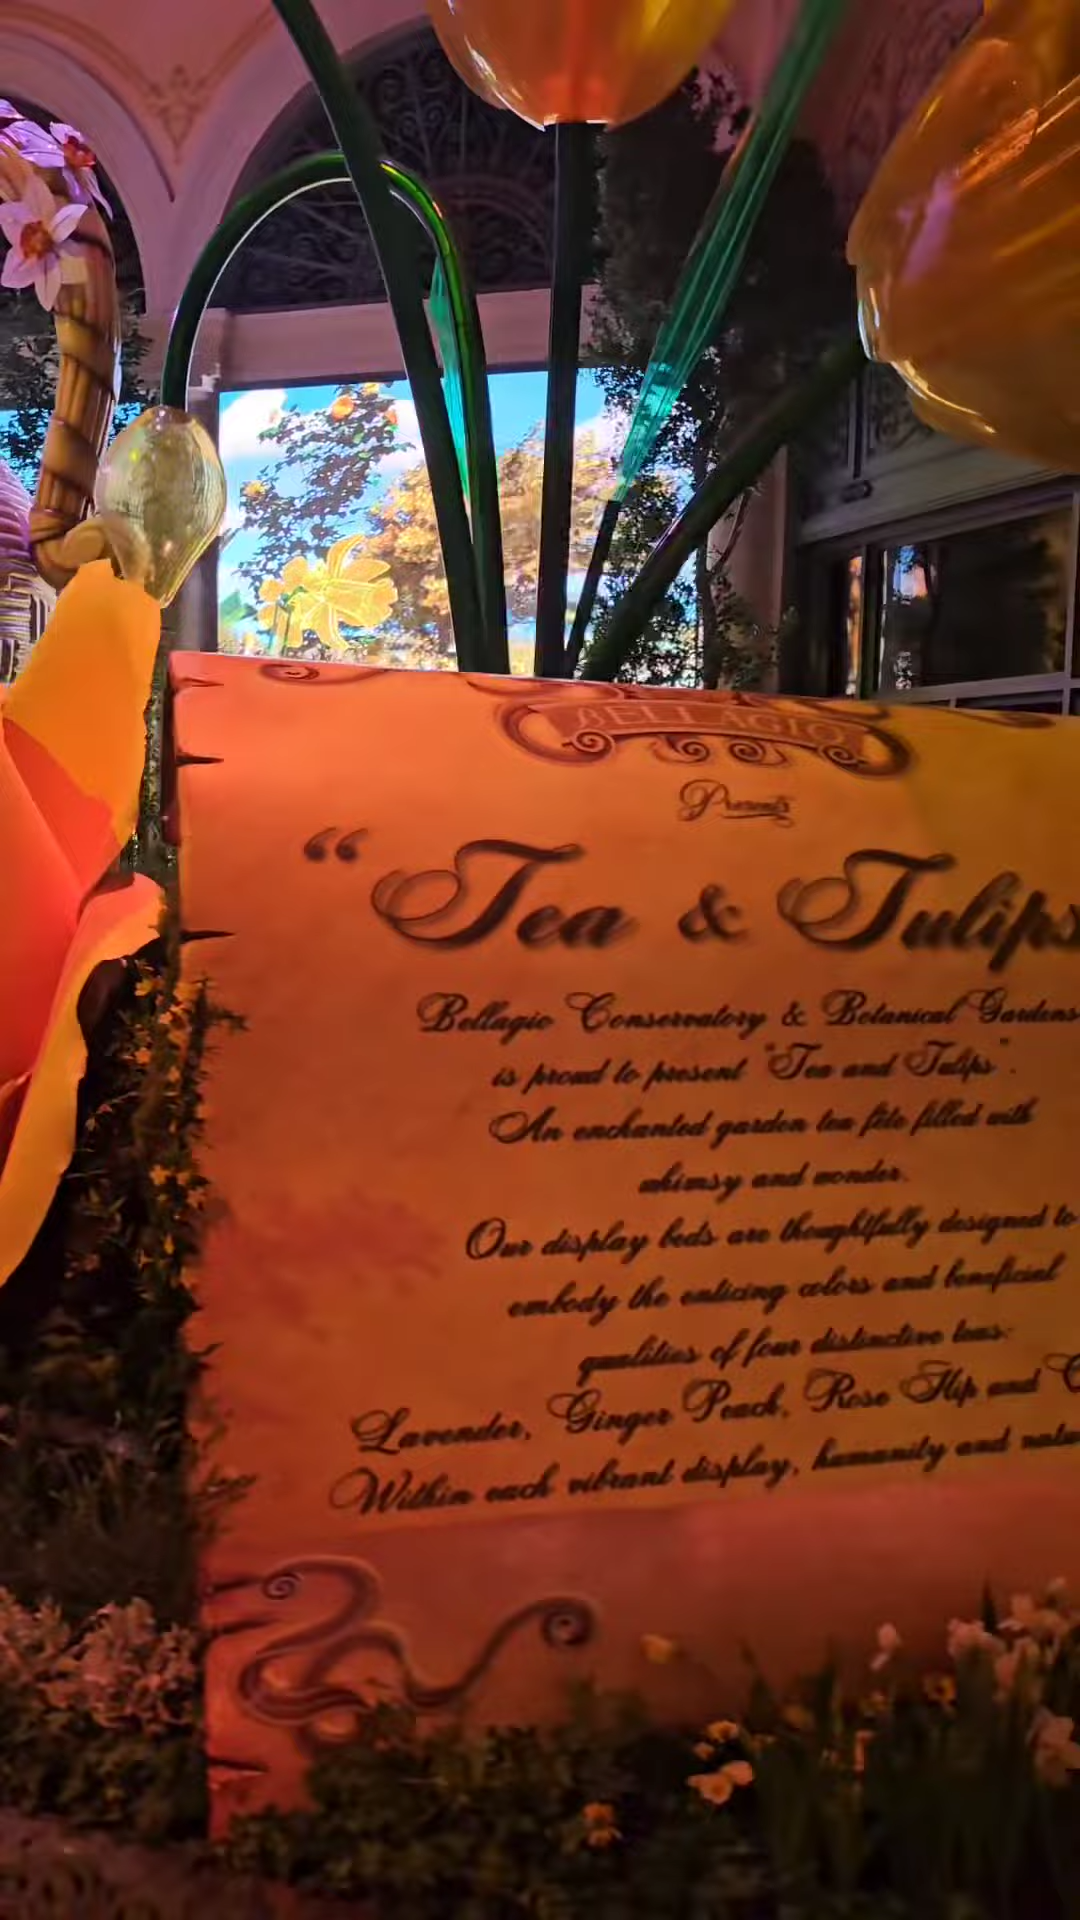 BELLAGIO
Presents
“Tea & Tulips
Bellagio Conservatory & Botanical Gardens
is proud to present "Tea and Tulips".
An enchanted garden tea fête filled with
whimsy and wonder.
Our display beds are thoughtfully designed to
embody the enticing colors and beneficial
qualities of four distinctive teas:
Lavender, Ginger Peach, Rose Hip and C
Within each vibrant display, humanity and natu